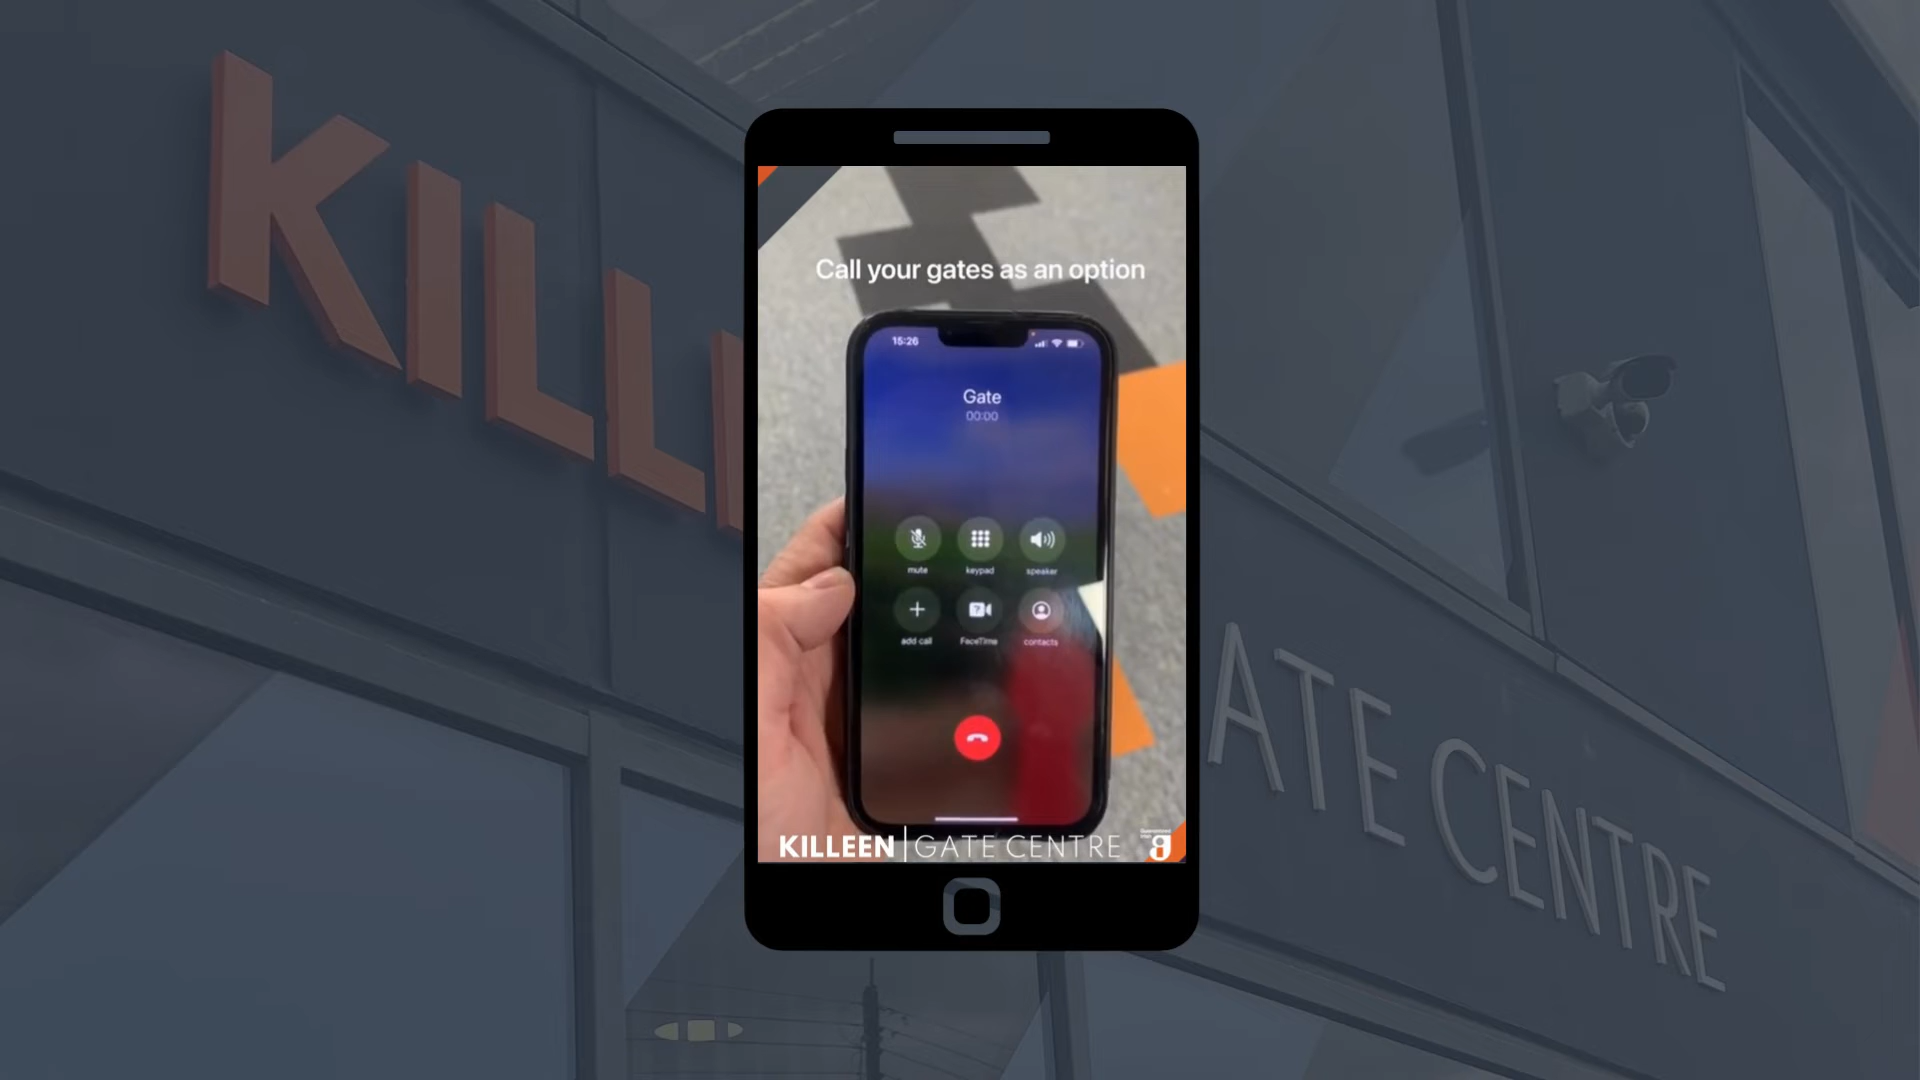 KILL
Call your gates as an option
15:26
Gate
00:00
mute
keypad
speaker
add call
FaceTime
contacts
KILLEEN GATE CENTRE
ATE CENTRE